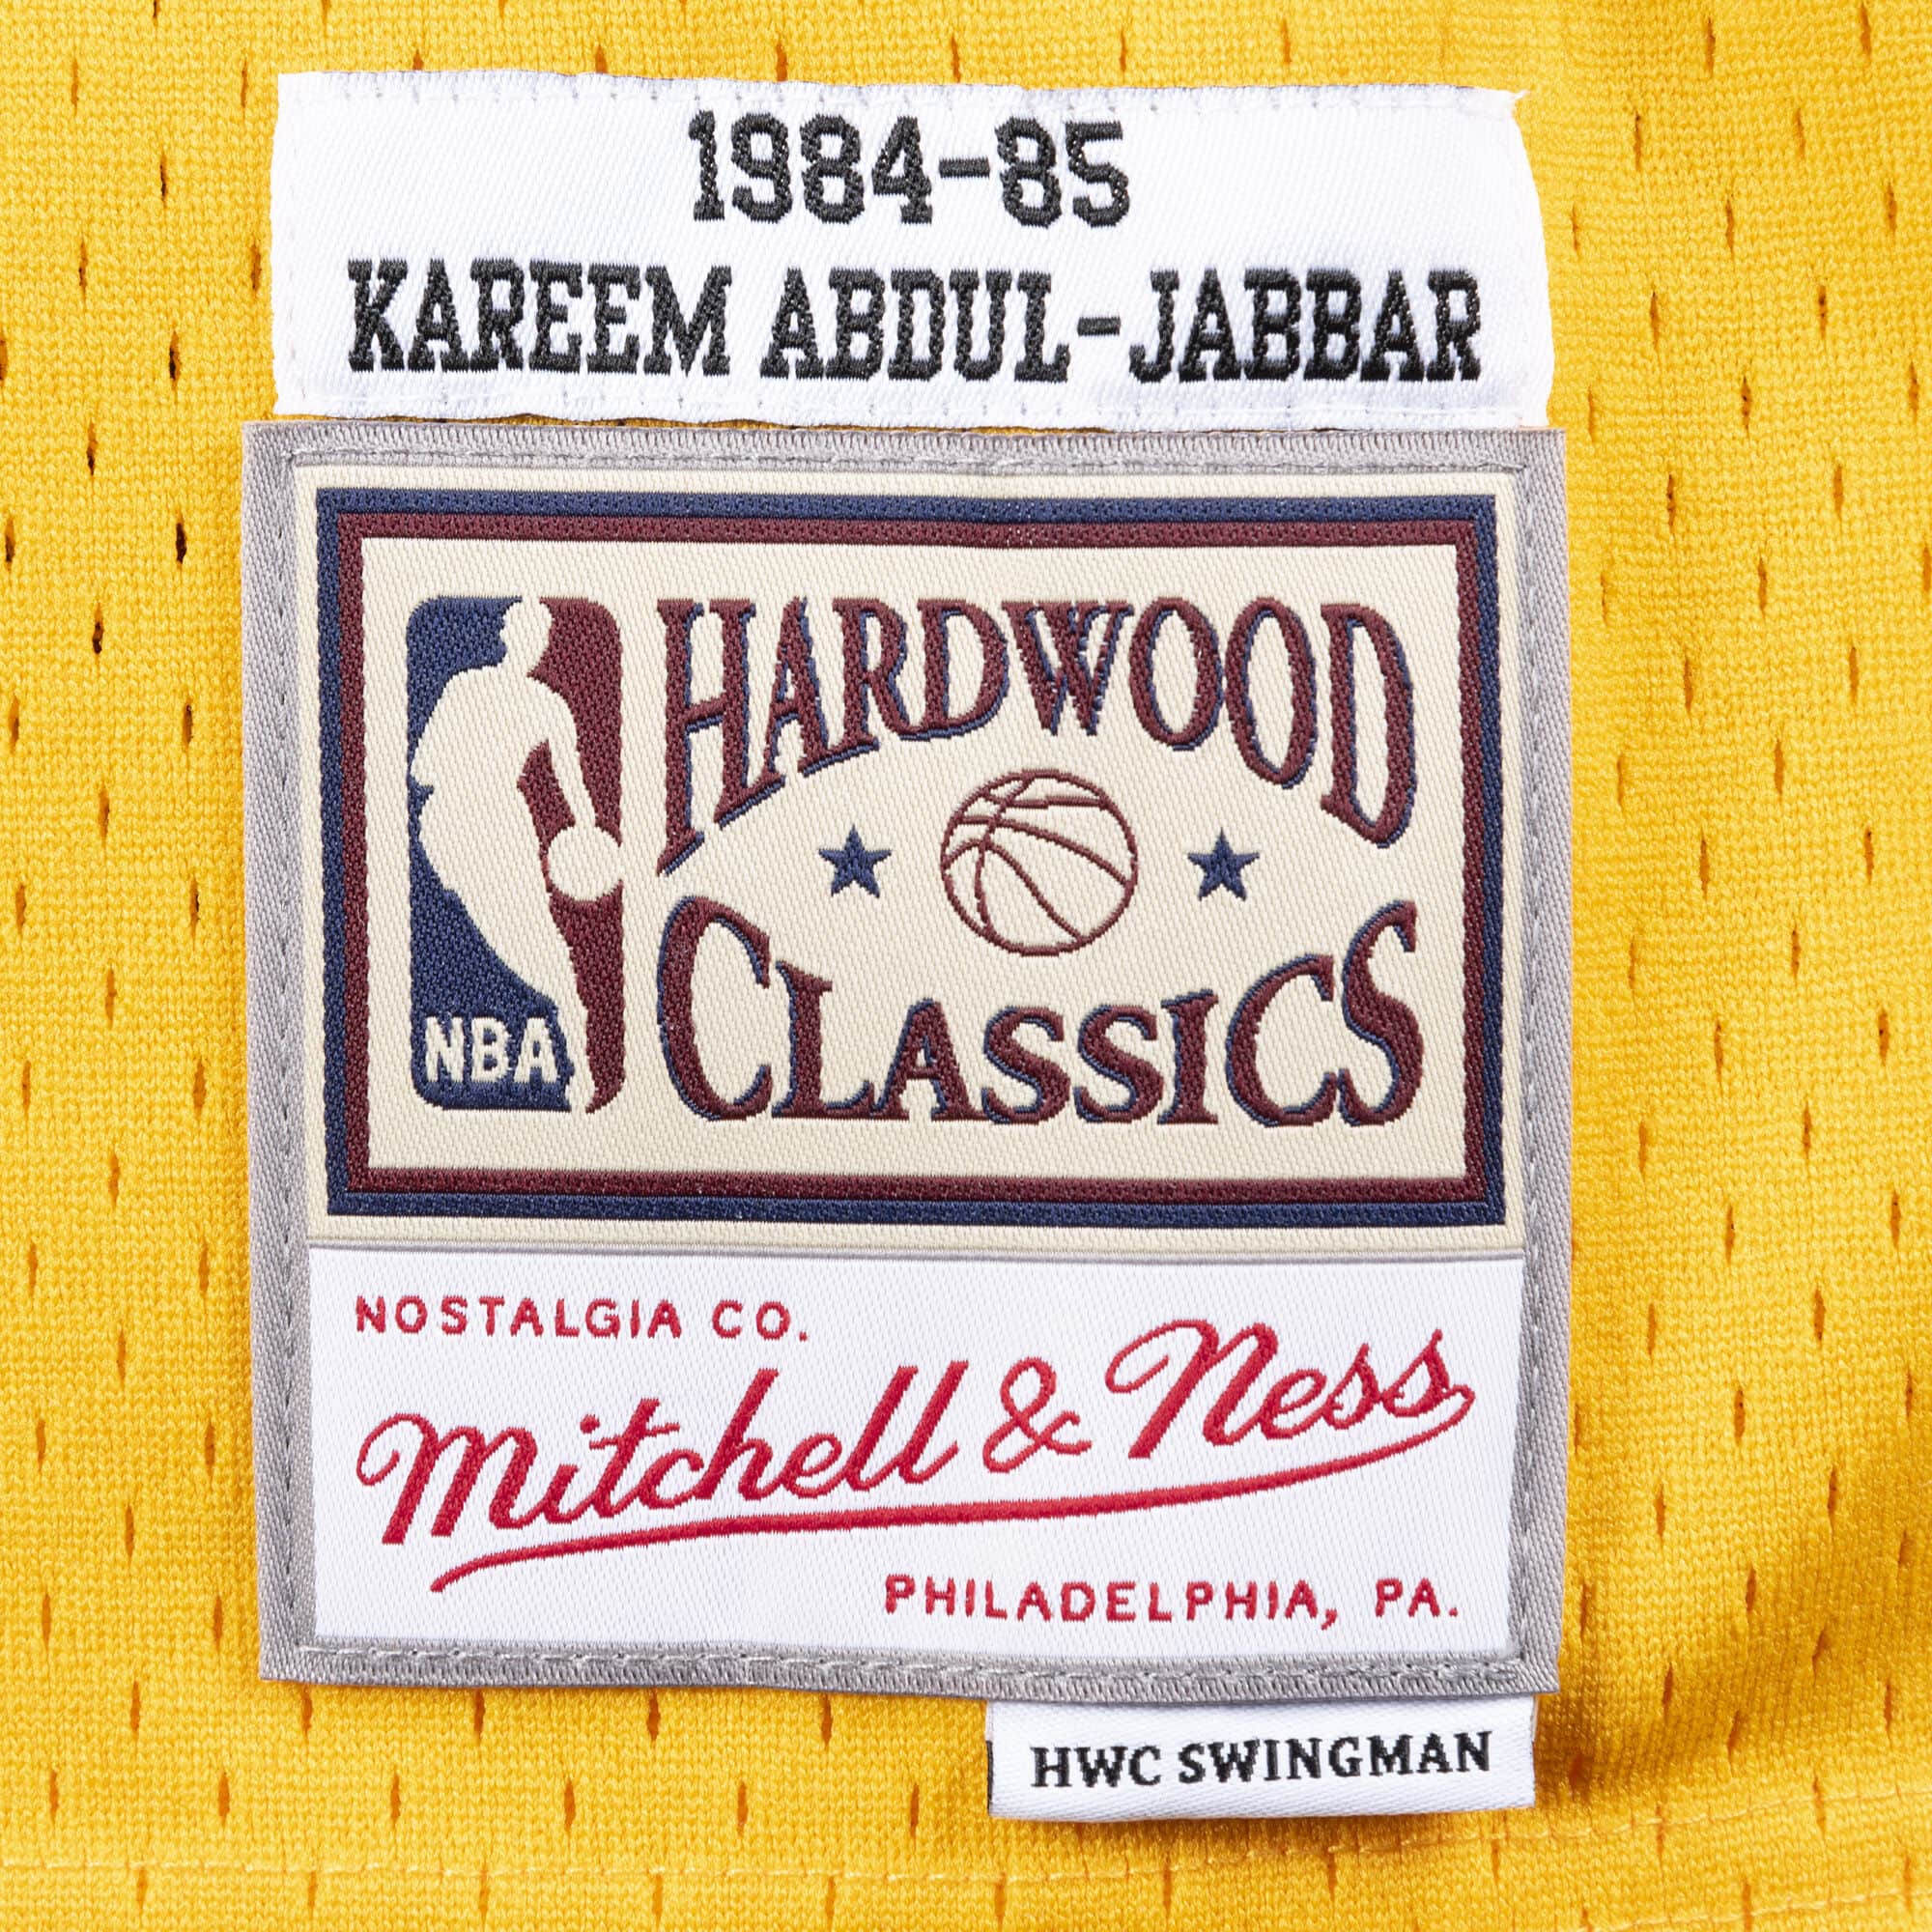 1984-85
KAREEM ABDUL-JABBAR
HARDWOOD
CLASSICS
NBA
NOSTALGIA CO.
Mitchell & Ness
PHILADELPHIA, PA.
HWC SWINGMAN